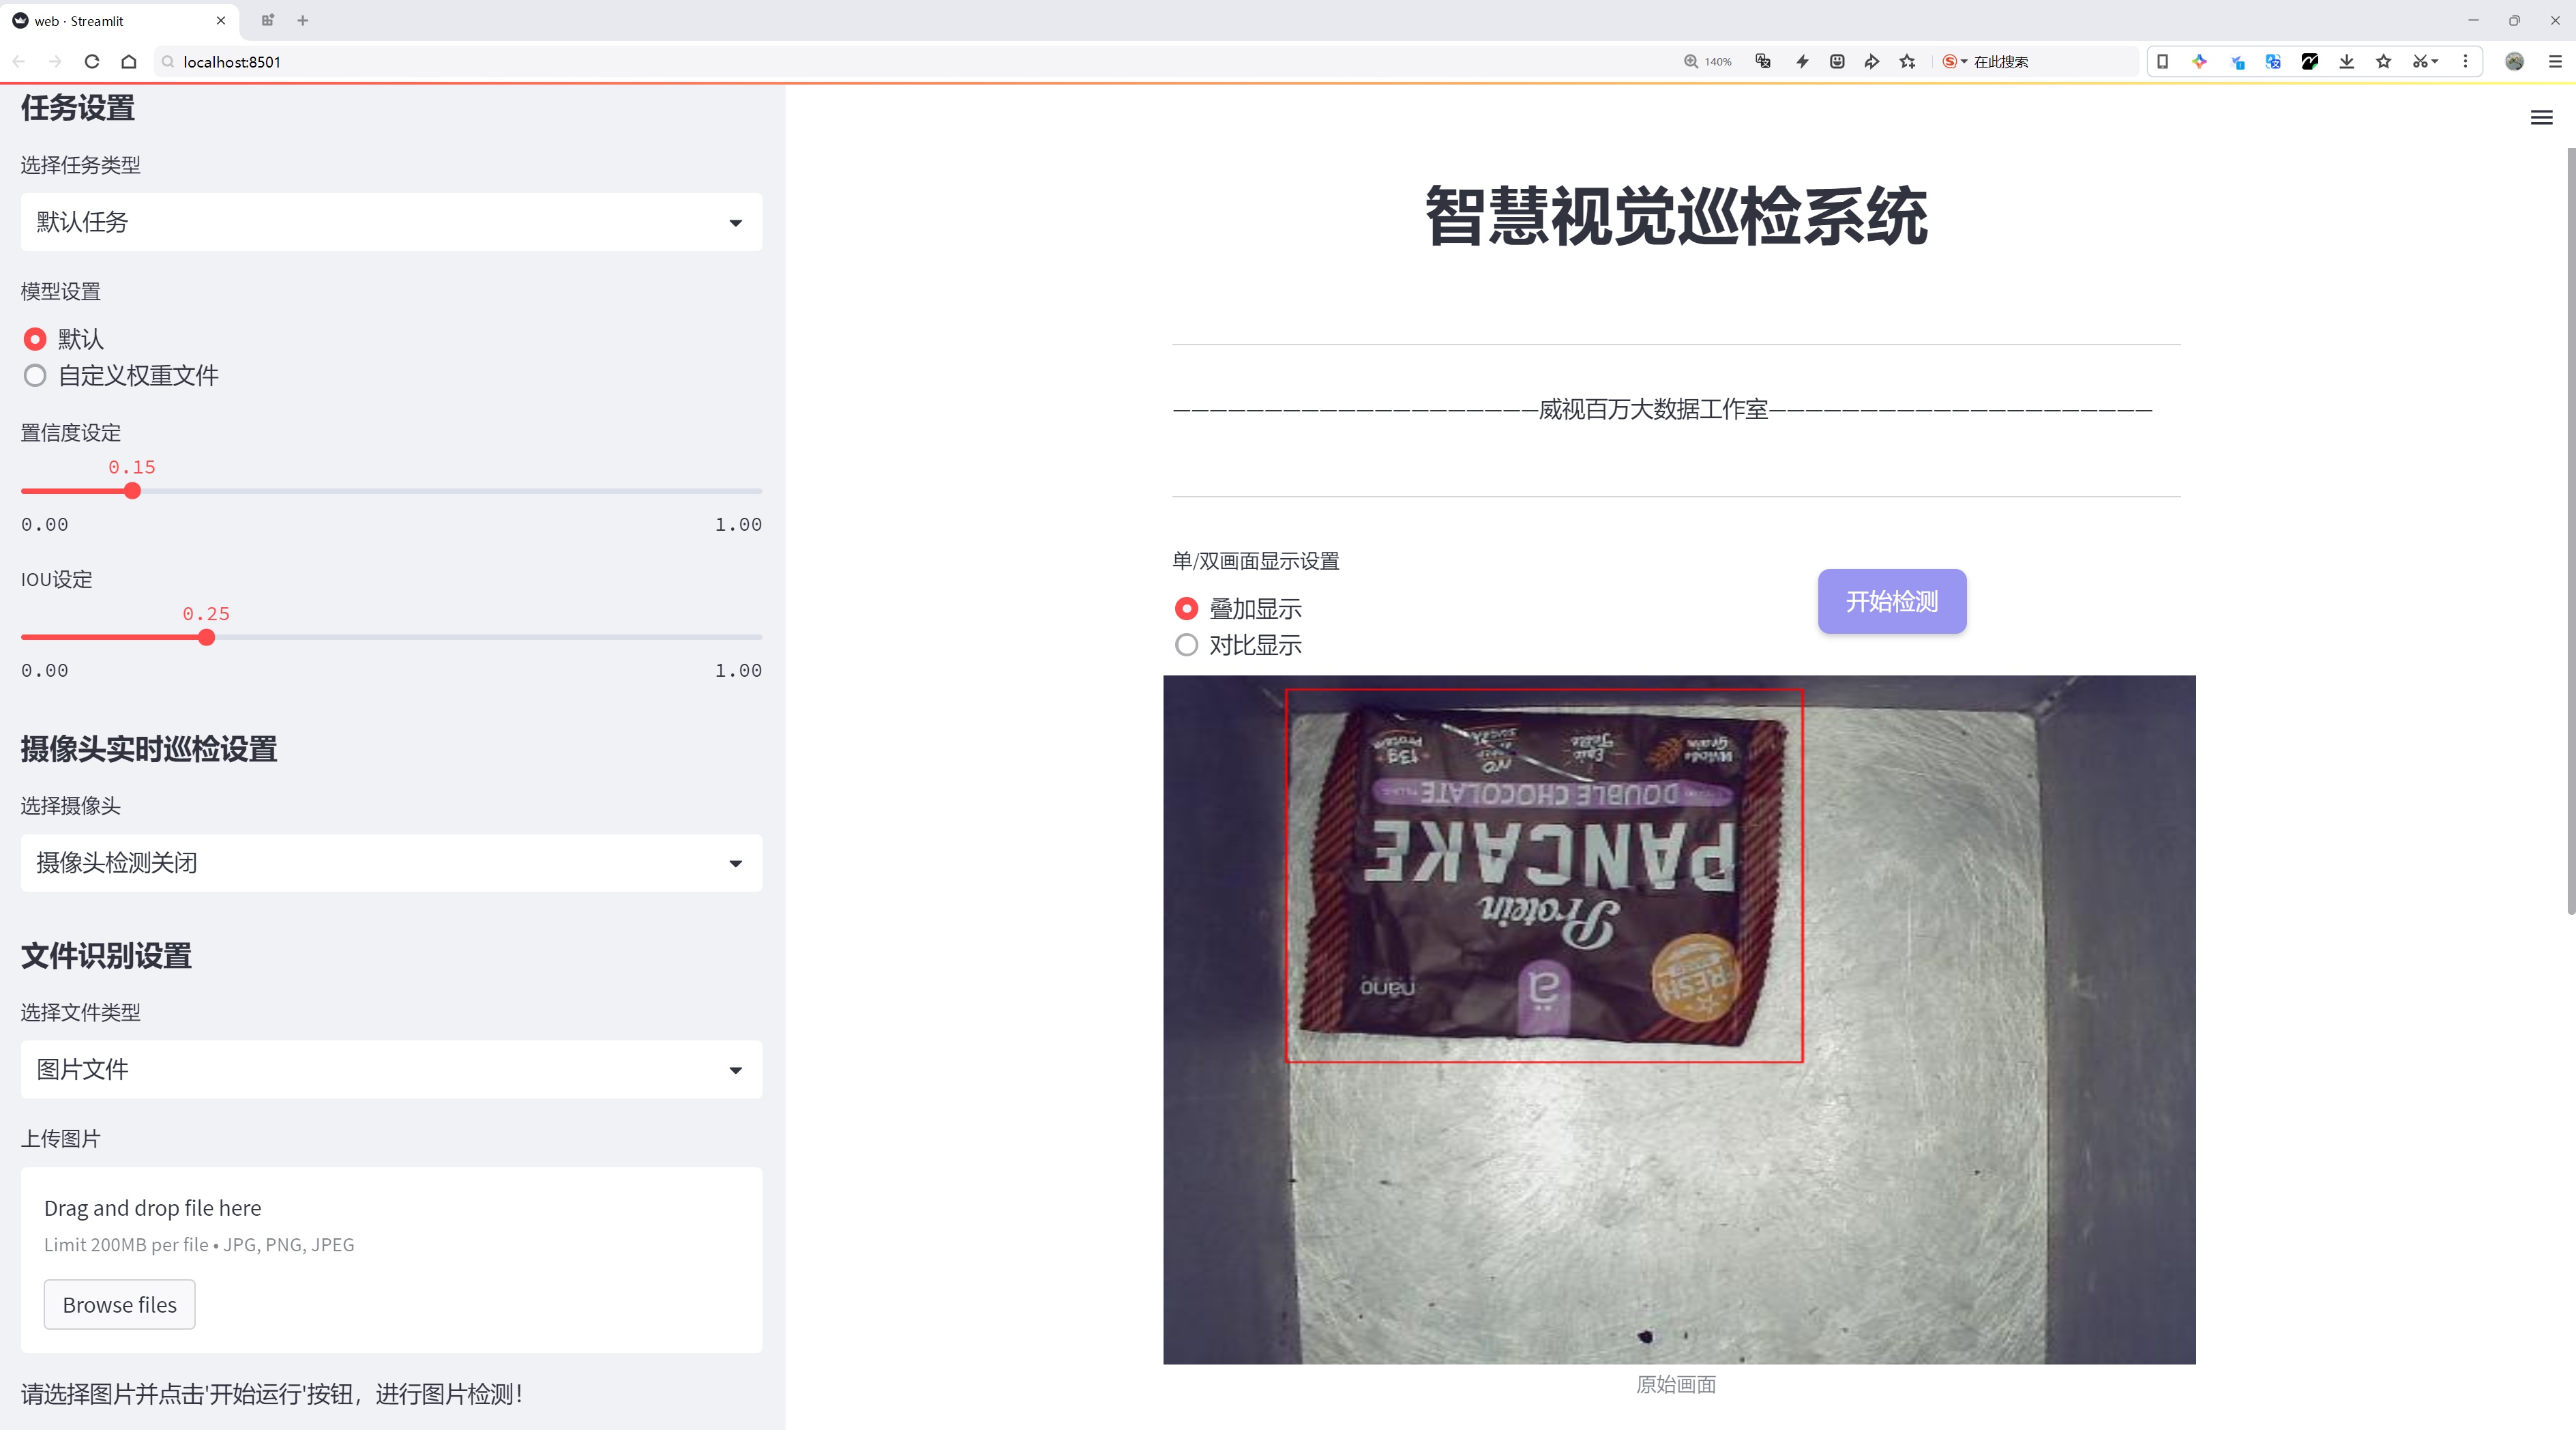 web · Streamlit
localhost:8501
140%
在此搜索
任务设置
选择任务类型
默认任务
模型设置
默认
自定义权重文件
置信度设定
0.15
0.00 1.00
IOU设定
0.25
0.00 1.00
摄像头实时巡检设置
选择摄像头
摄像头检测关闭
文件识别设置
选择文件类型
图片文件
上传图片
Drag and drop file here
Limit 200MB per file • JPG, PNG, JPEG
Browse files
请选择图片并点击'开始运行'按钮，进行图片检测！
智慧视觉巡检系统
—————————————————————威视百万大数据工作室—————————————————————
单/双画面显示设置
叠加显示
对比显示
开始检测
nano
ä
FRESH
Protein
PANCAKE
DOUBLE CHOCOLATE
Whole Grain
Epic Taste
NO SUGAR
13g Protein
原始画面